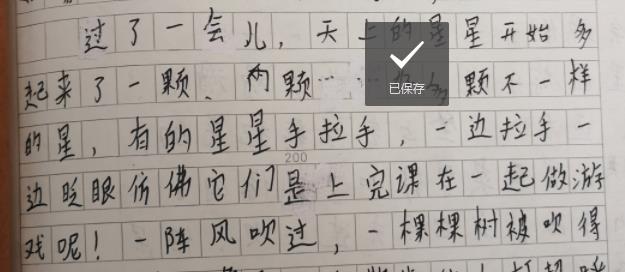 过了一会儿，天上的星星开始多
已保存
起来了一颗、两颗……多颗不一样
的星，有的星星手拉手，一边拉手一
200
边眨眼仿佛它们是上完课在一起做游
戏呢！一阵风吹过，一棵棵树被吹得